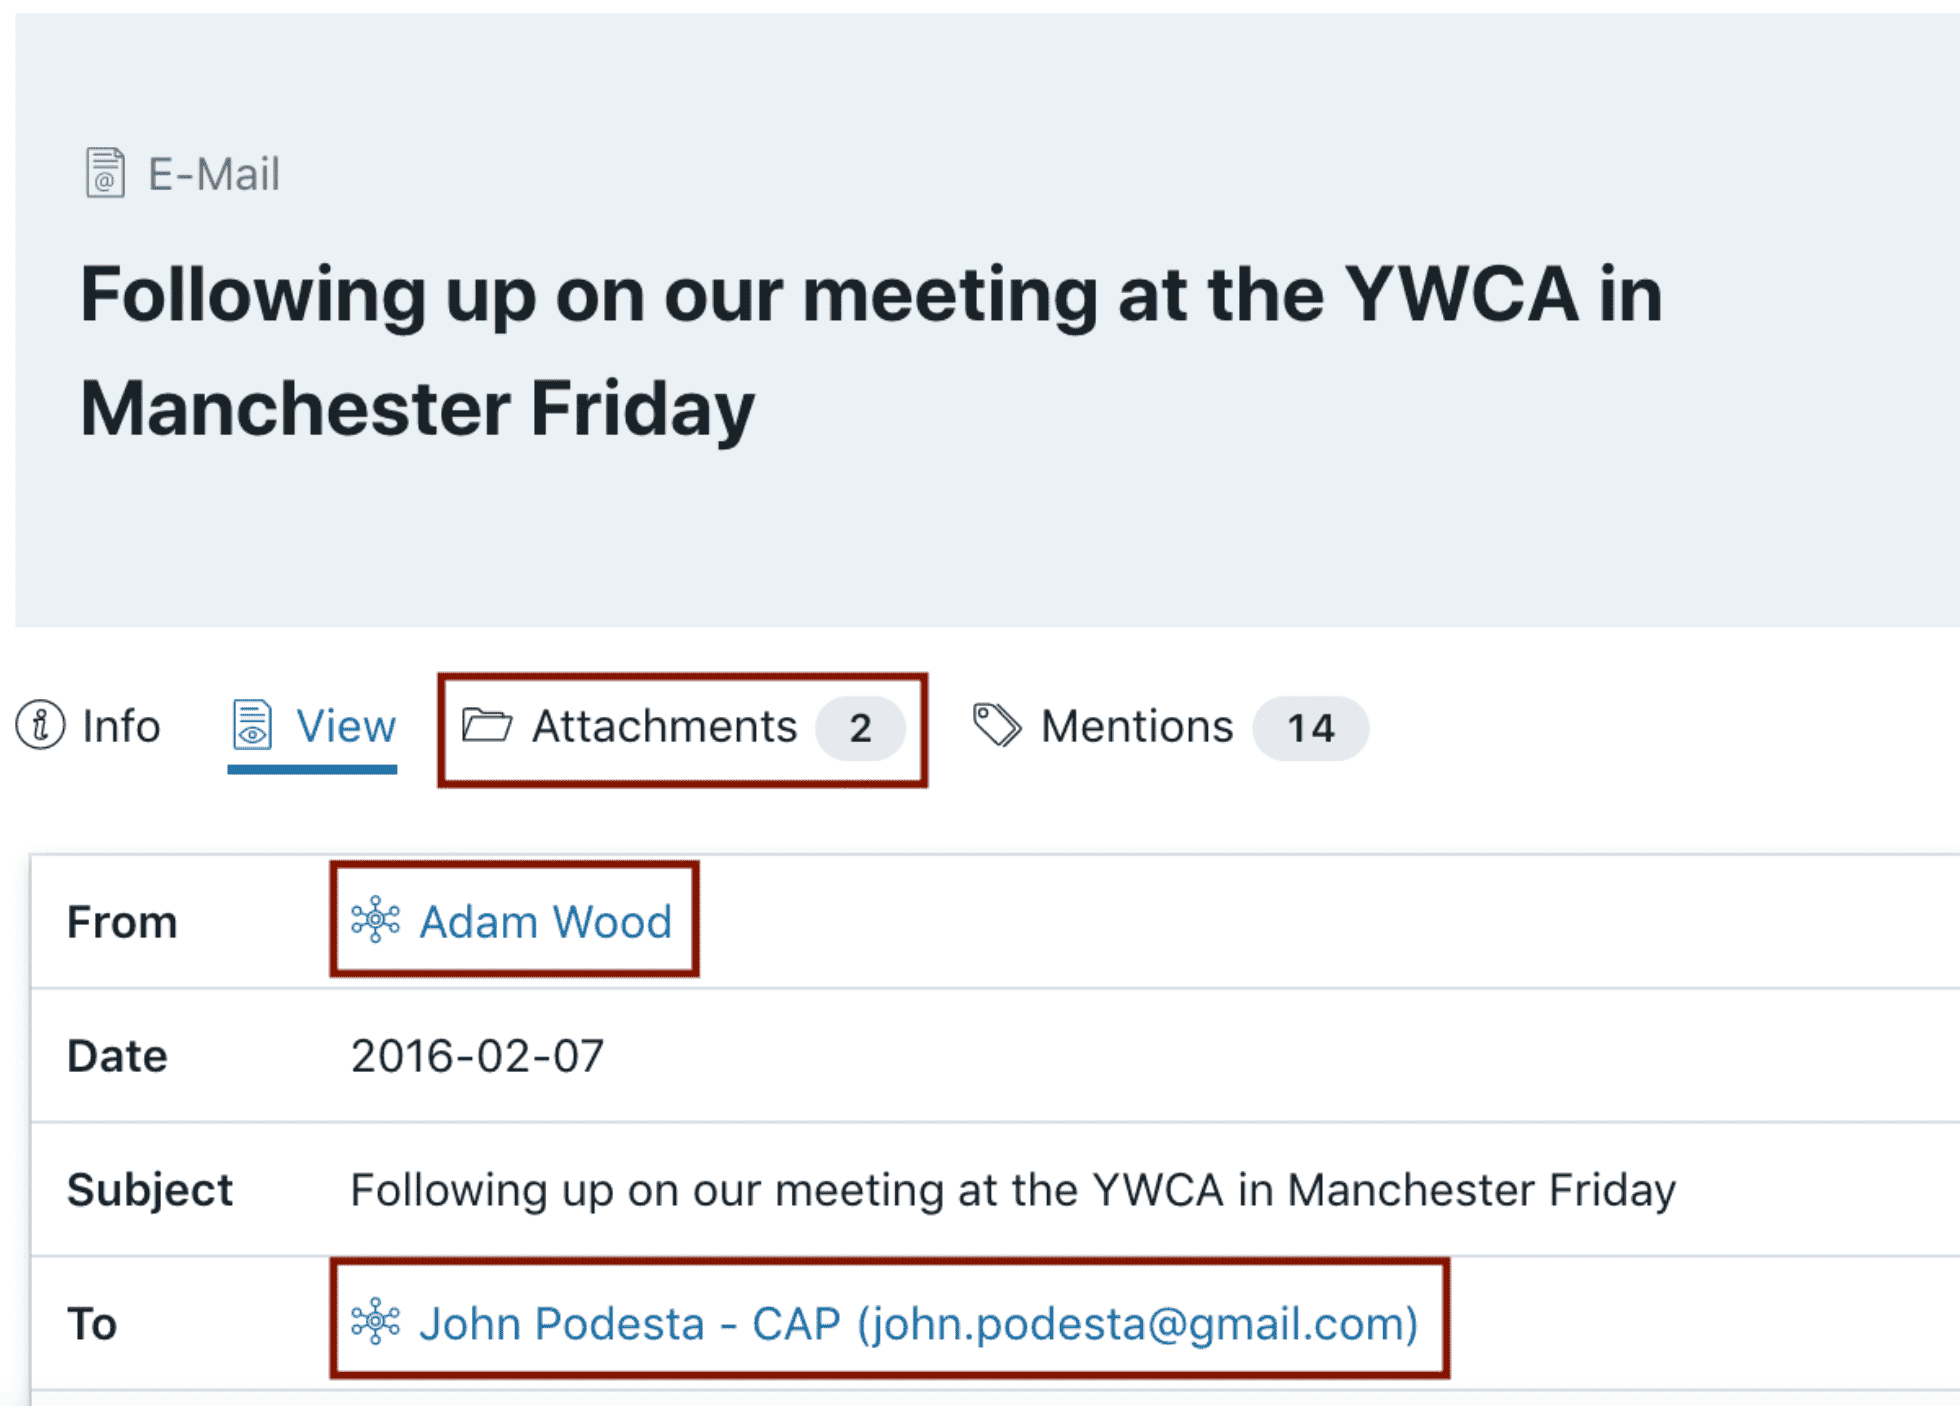 E-Mail
Following up on our meeting at the YWCA in
Manchester Friday
Info View Attachments 2 Mentions 14
From Adam Wood
Date 2016-02-07
Subject Following up on our meeting at the YWCA in Manchester Friday
To John Podesta - CAP (john.podesta@gmail.com)